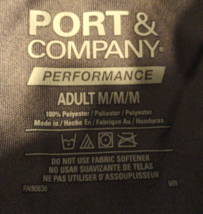 PORT &
COMPANY®
PERFORMANCE
ADULT M/M/M
100% Polyester / Poliester / Polyester
Made in / Hecho En / Fabriqué Au / Honduras
DO NOT USE FABRIC SOFTENER
NO USAR SUAVIZANTE DE TELAS
NE PAS UTILISER D'ASSOUPLISSEUR